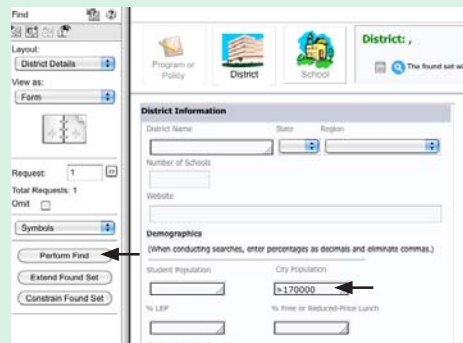 Find
Layout:
District Details
View as:
Form
Request: 1
Total Requests: 1
Omit
Symbols
Perform Find
Extend Found Set
Constrain Found Set
Program or
Policy
District
School
District: ,
The found set wi
District Information
District Name State Region
Number of Schools
Website
Demographics
(When conducting searches, enter percentages as decimals and eliminate commas.)
Student Population City Population
>170000
% LEP % Free or Reduced-Price Lunch